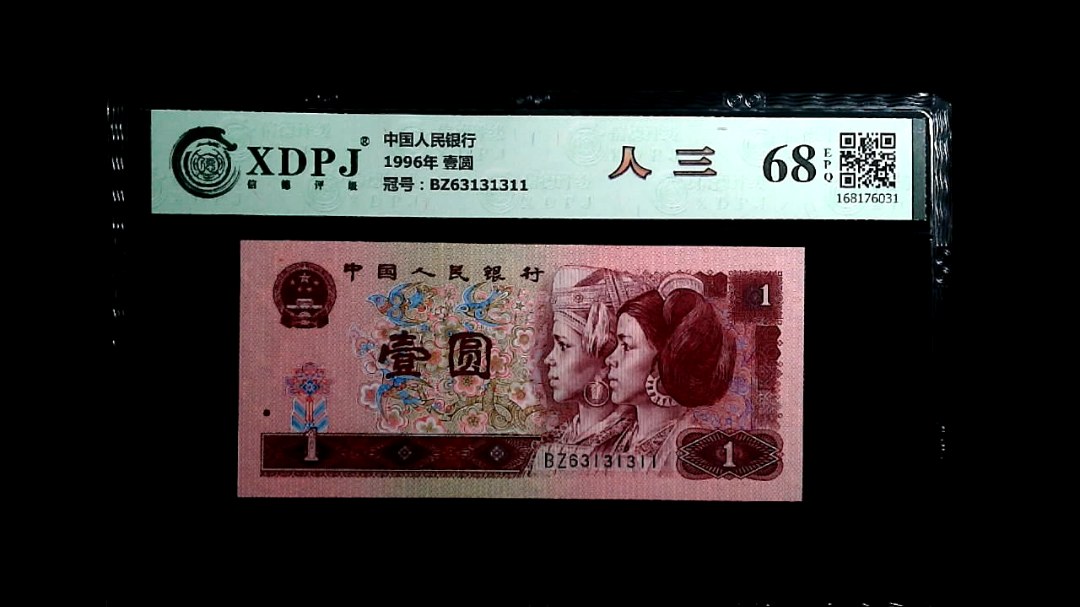 XDPJ®
信德评级
中国人民银行
1996年 壹圆
冠号：BZ63131311
人三
68
EPQ
168176031
中国人民银行
1
壹圆
1
BZ63131311
1